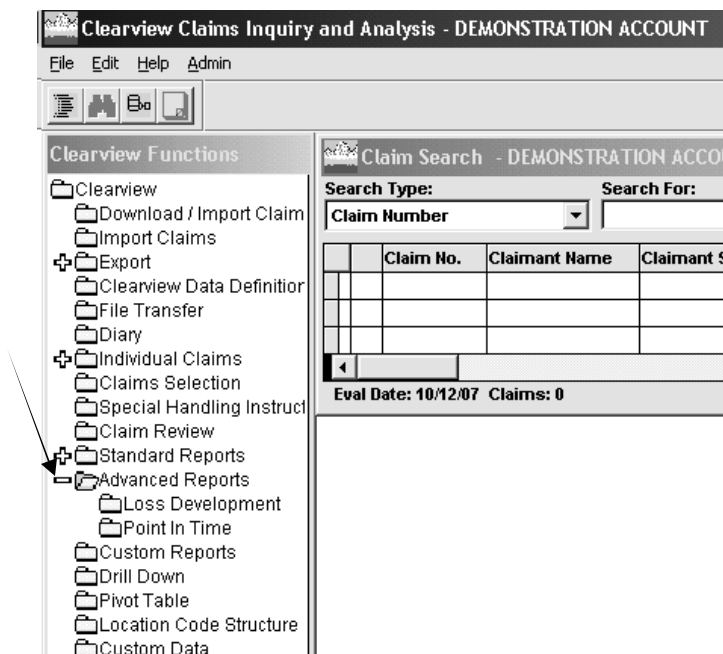 Clearview Claims Inquiry and Analysis - DEMONSTRATION ACCOUNT
File Edit Help Admin
Clearview Functions
Clearview
Download / Import Claim
Import Claims
Export
Clearview Data Definition
File Transfer
Diary
Individual Claims
Claims Selection
Special Handling Instruct
Claim Review
Standard Reports
Advanced Reports
Loss Development
Point In Time
Custom Reports
Drill Down
Pivot Table
Location Code Structure
Custom Data
Claim Search - DEMONSTRATION ACCOU
Search Type: Search For:
Claim Number
Claim No. Claimant Name Claimant S
Eval Date: 10/12/07 Claims: 0